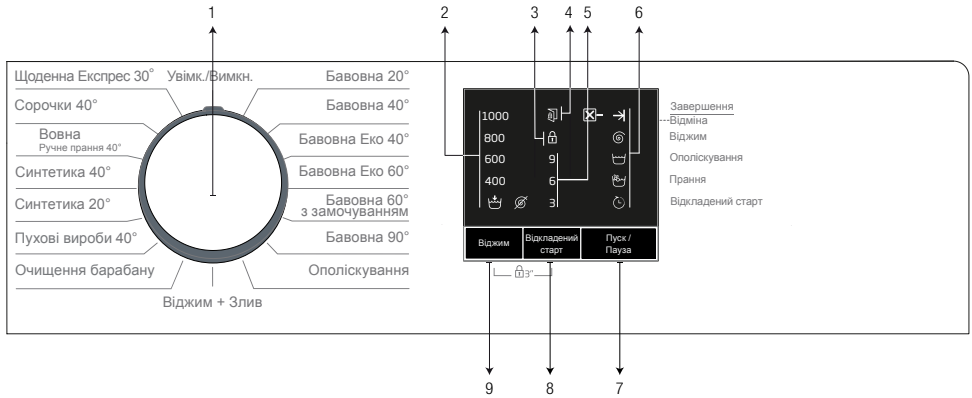 1
2
3
4
5
6
Увімк./Вимкн.
Щоденна Експрес 30°
Сорочки 40°
Вовна
Ручне прання 40°
Синтетика 40°
Синтетика 20°
Пухові вироби 40°
Очищення барабану
Віджим + Злив
Бавовна 20°
Бавовна 40°
Бавовна Еко 40°
Бавовна Еко 60°
Бавовна 60°
з замочуванням
Бавовна 90°
Ополіскування
1000
800
600
400
9
6
3
Завершення
Відміна
Віджим
Ополіскування
Прання
Відкладений старт
Віджим
Відкладений
старт
Пуск /
Пауза
3"
9
8
7